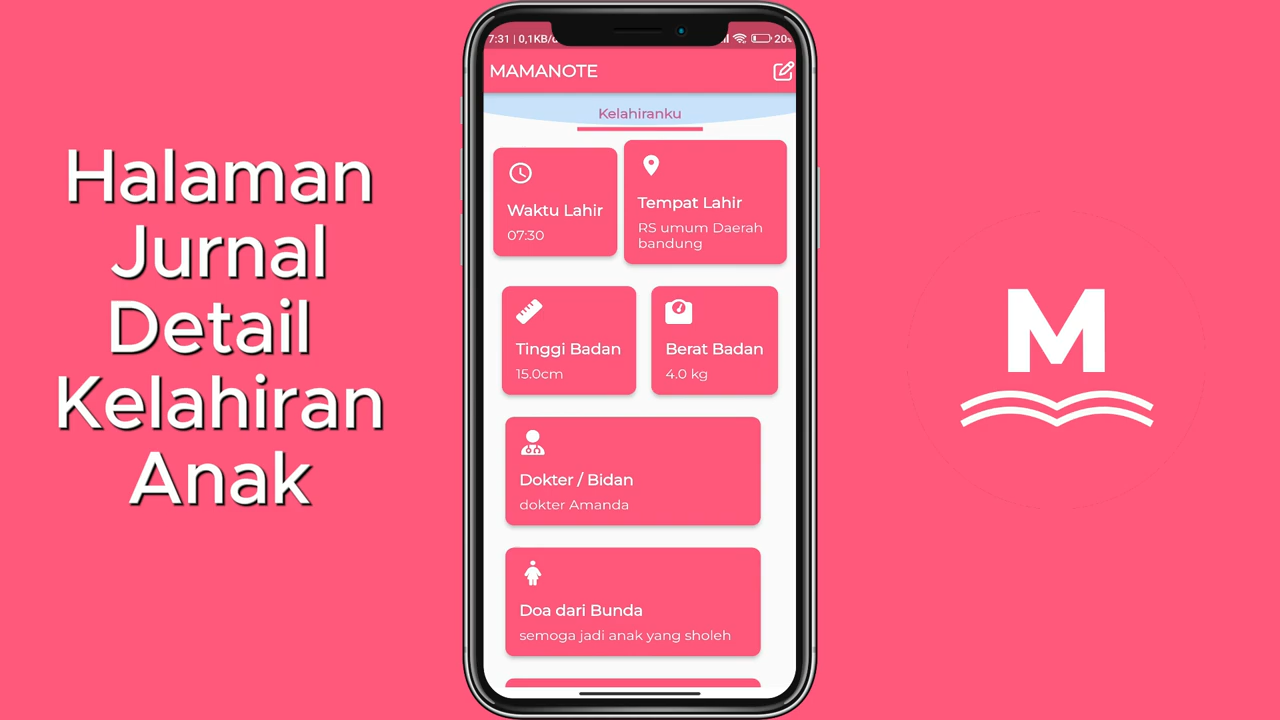 Halaman
Jurnal
Detail
Kelahiran
Anak
7:31 | 0,1KB/
MAMANOTE
Kelahiranku
Waktu Lahir
07:30
Tempat Lahir
RS umum Daerah
bandung
Tinggi Badan
15.0cm
Berat Badan
4.0 kg
Dokter / Bidan
dokter Amanda
Doa dari Bunda
semoga jadi anak yang sholeh
M